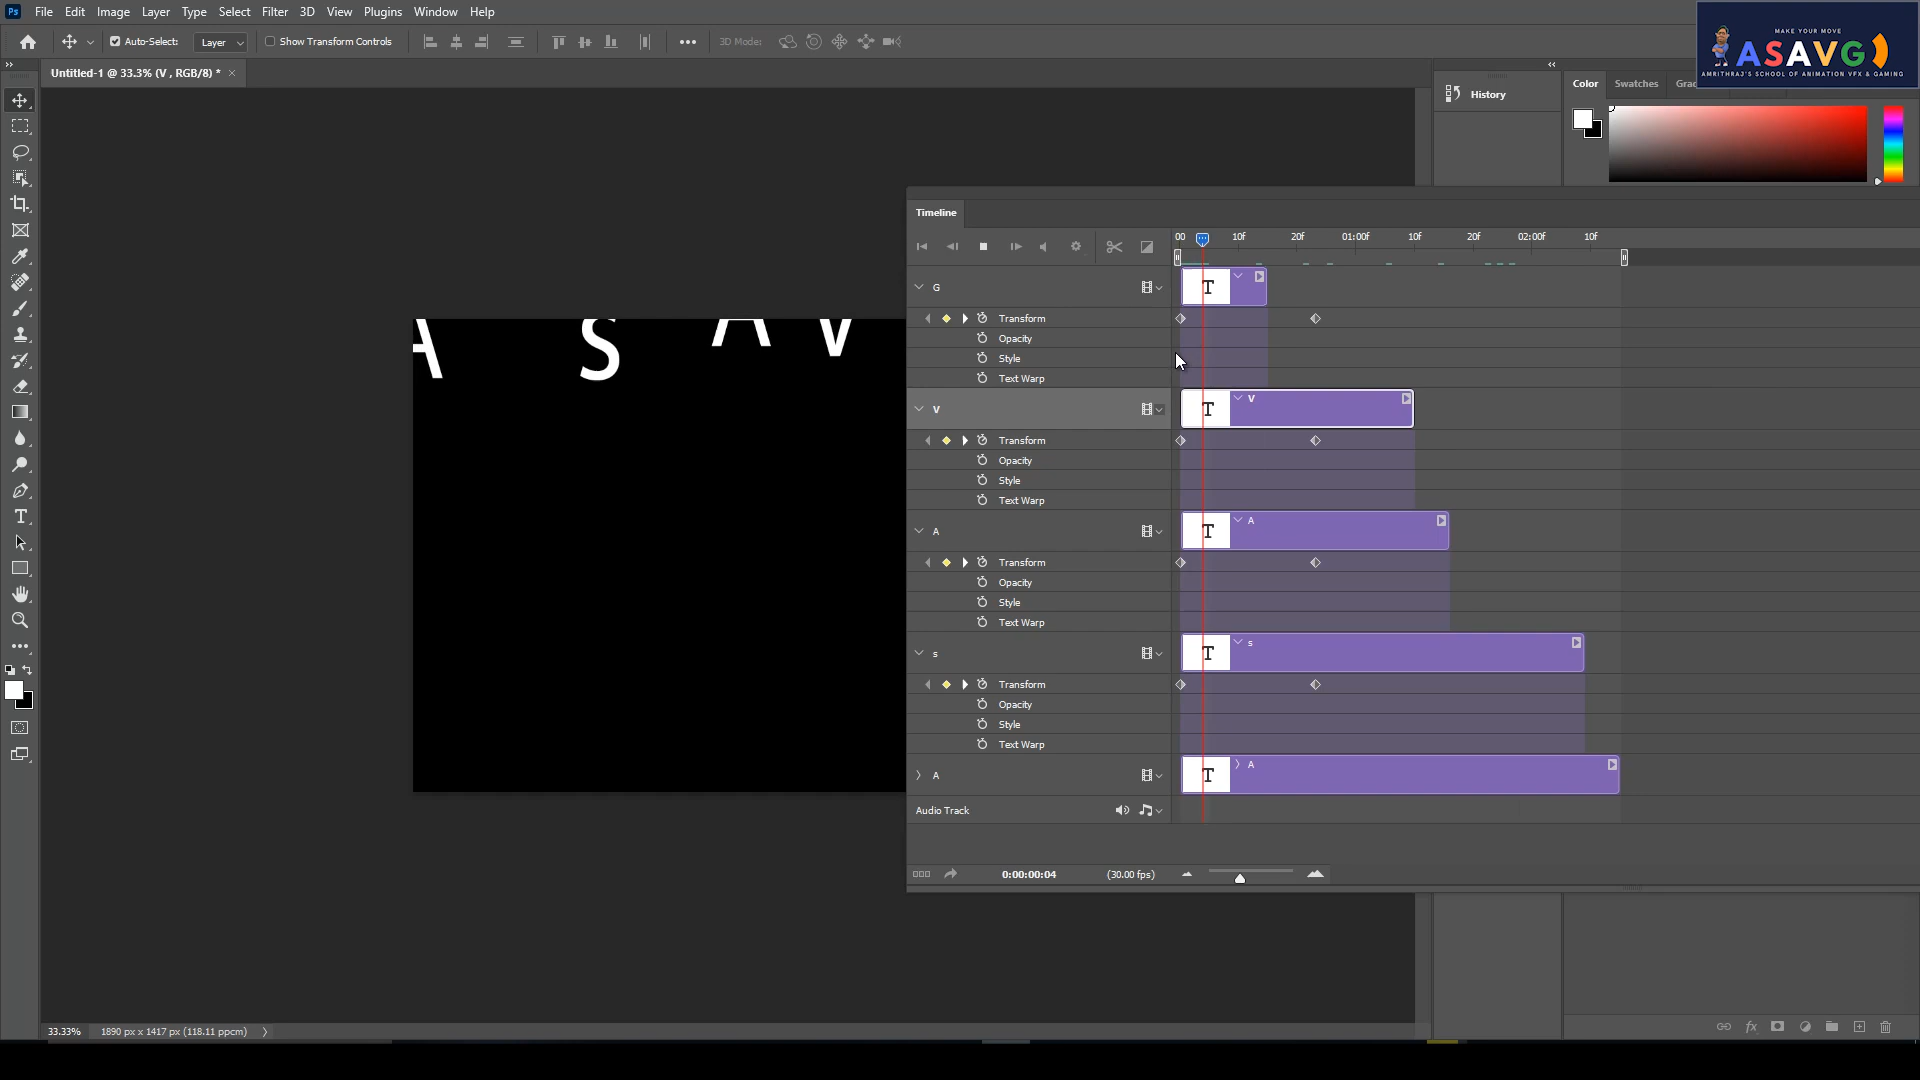 Ps File Edit Image Layer Type Select Filter 3D View Plugins Window Help
Auto-Select: Layer Show Transform Controls 3D Mode:
MAKE YOUR MOVE
ASAVG
AMRITHRAJ'S SCHOOL OF ANIMATION VFX & GAMING
Untitled-1 @ 33.3% (V , RGB/8) *
History
Color Swatches Grad
A S A V
Timeline
00 10f 20f 01:00f 10f 20f 02:00f 10f
G T
Transform
Opacity
Style
Text Warp
V T V
Transform
Opacity
Style
Text Warp
A T A
Transform
Opacity
Style
Text Warp
s T s
Transform
Opacity
Style
Text Warp
A T A
Audio Track
0:00:00:04 (30.00 fps)
33.33% 1890 px x 1417 px (118.11 ppcm)
fx